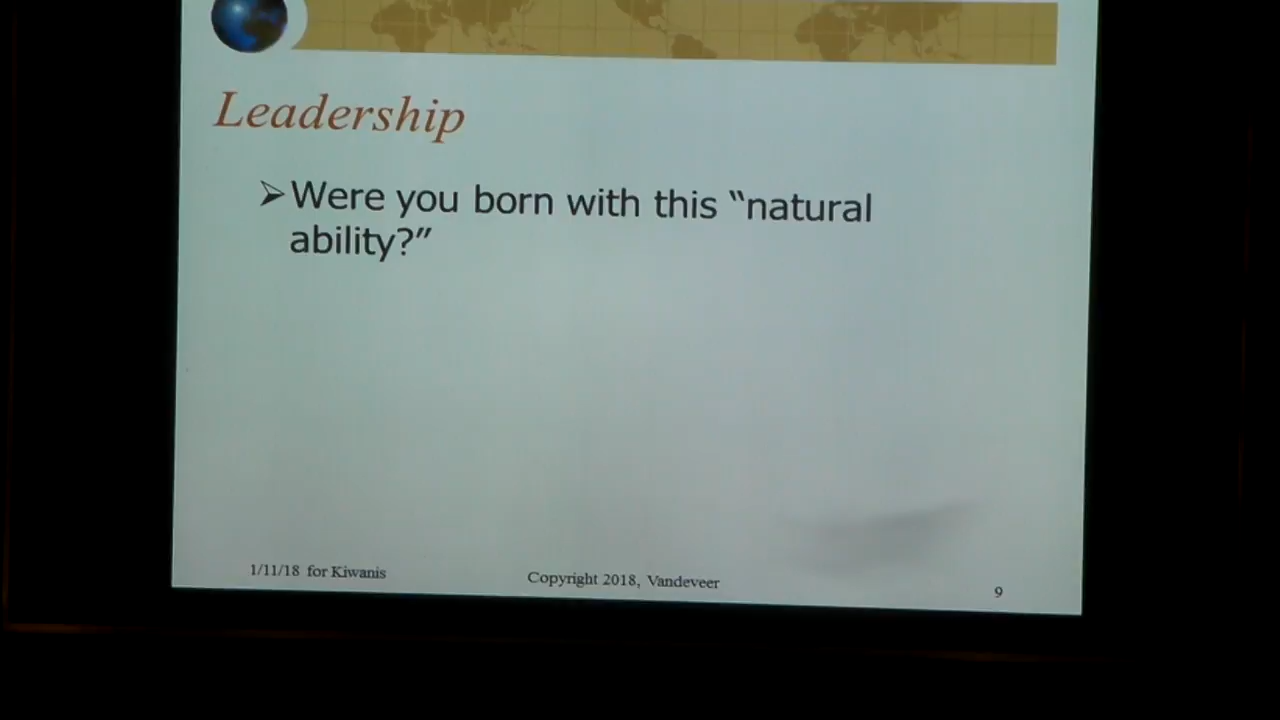 Leadership
Were you born with this “natural
ability?”
1/11/18 for Kiwanis
Copyright 2018, Vandeveer
9